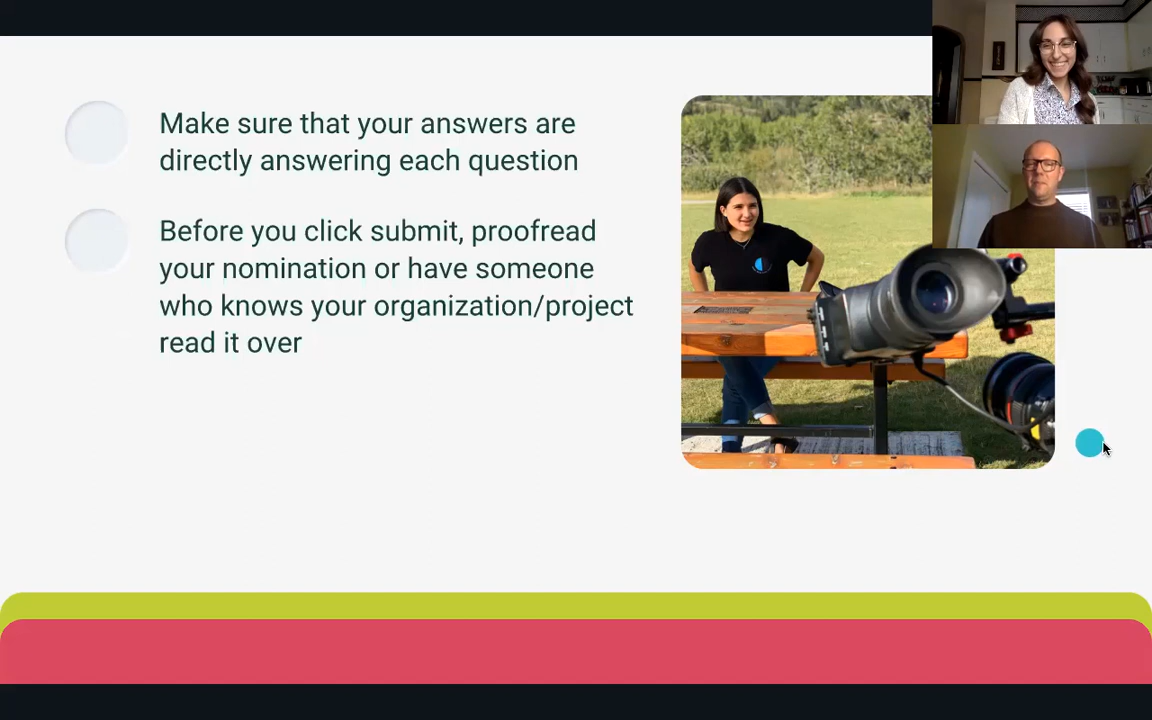 Make sure that your answers are
directly answering each question
Before you click submit, proofread
your nomination or have someone
who knows your organization/project
read it over